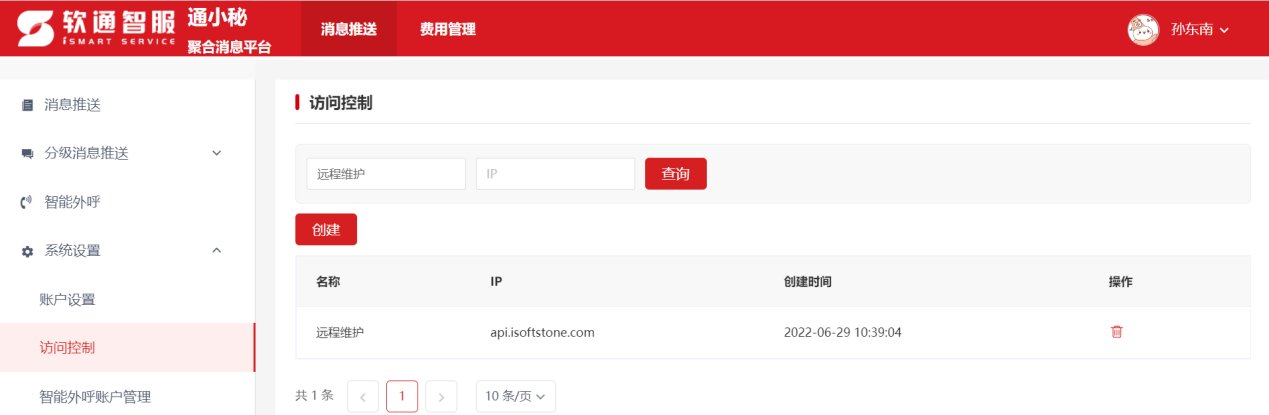 软通智服 通小秘
iSMART SERVICE 聚合消息平台
消息推送 费用管理 孙东南
消息推送
分级消息推送
智能外呼
系统设置
账户设置
访问控制
智能外呼账户管理
访问控制
远程维护 IP 查询
创建
名称 IP 创建时间 操作
远程维护 api.isoftstone.com 2022-06-29 10:39:04
共 1 条 1 10 条/页